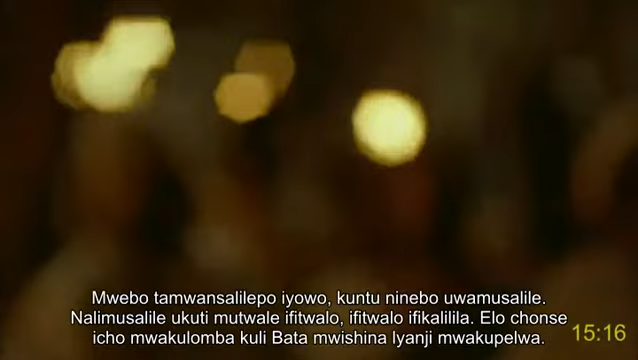 Mwebo tamwansalilepo iyowo, kuntu ninebo uwamusalile.
Nalimusalile ukuti mutwale ifitwalo, ifitwalo ifikalilila. Elo chonse
icho mwakulomba kuli Bata mwishina lyanji mwakupelwa.
15:16